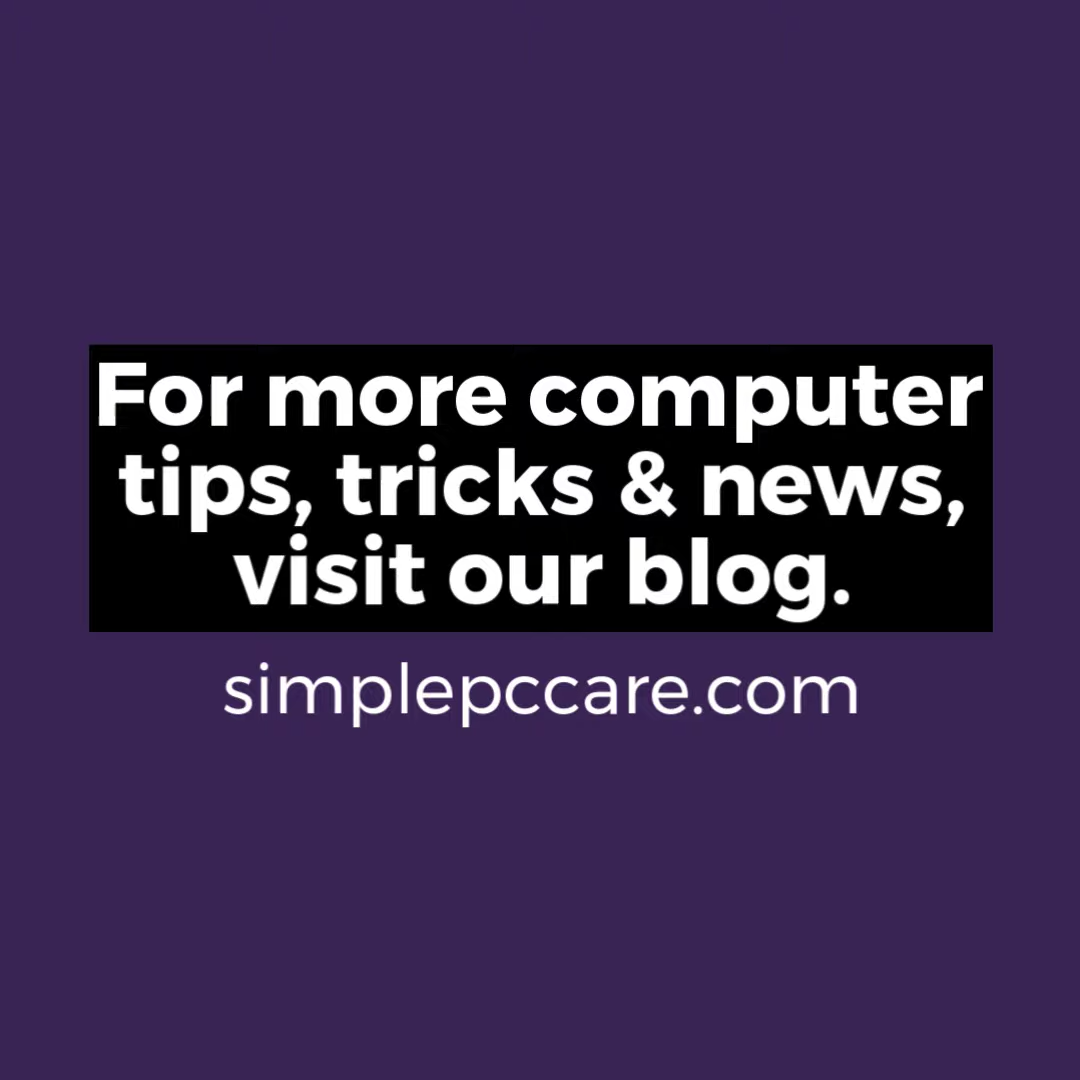 For more computer
tips, tricks & news,
visit our blog.
simplepccare.com